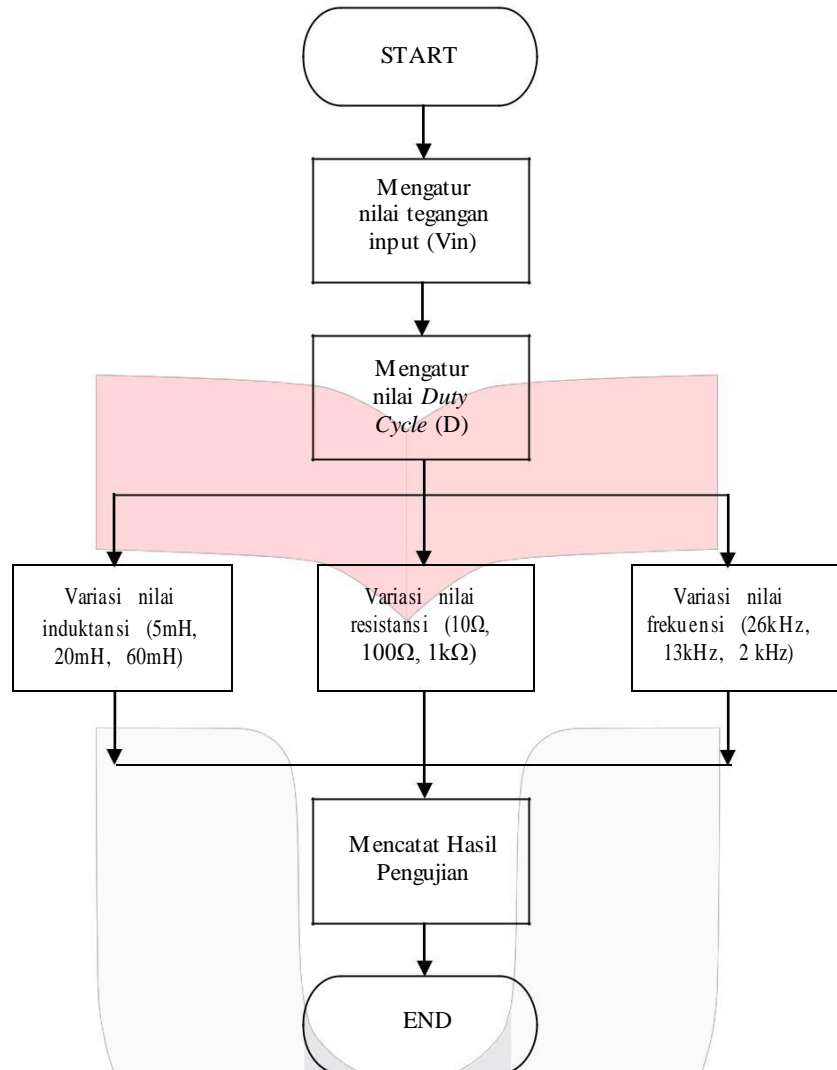 START
Mengatur
nilai tegangan
input (Vin)
Mengatur
nilai Duty
Cycle (D)
Variasi nilai
induktansi (5mH,
20mH, 60mH)
Variasi nilai
resistansi (10Ω,
100Ω, 1kΩ)
Variasi nilai
frekuensi (26kHz,
13kHz, 2 kHz)
Mencatat Hasil
Pengujian
END